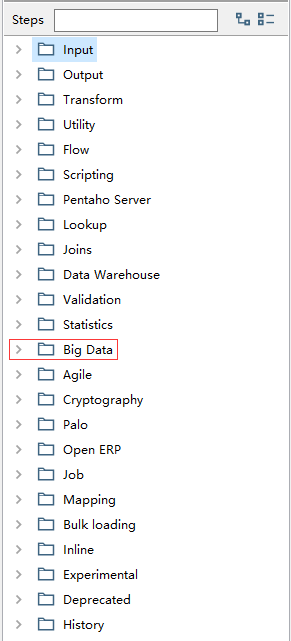 Steps
Input
Output
Transform
Utility
Flow
Scripting
Pentaho Server
Lookup
Joins
Data Warehouse
Validation
Statistics
Big Data
Agile
Cryptography
Palo
Open ERP
Job
Mapping
Bulk loading
Inline
Experimental
Deprecated
History